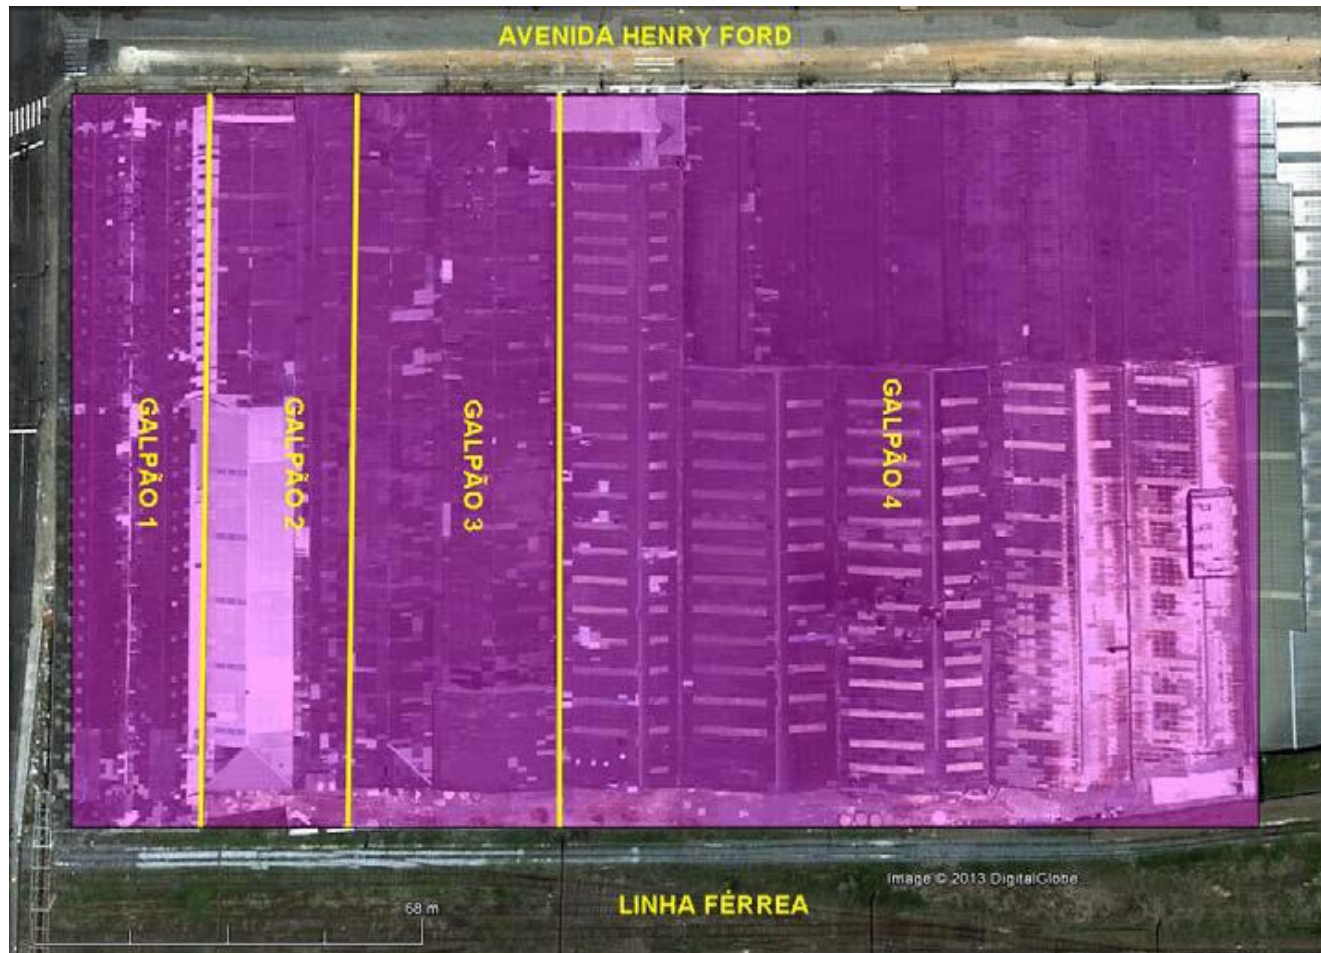 AVENIDA HENRY FORD
GALPÃO 1
GALPÃO 2
GALPÃO 3
GALPÃO 4
Image © 2013 DigitalGlobe
68 m
LINHA FÉRREA